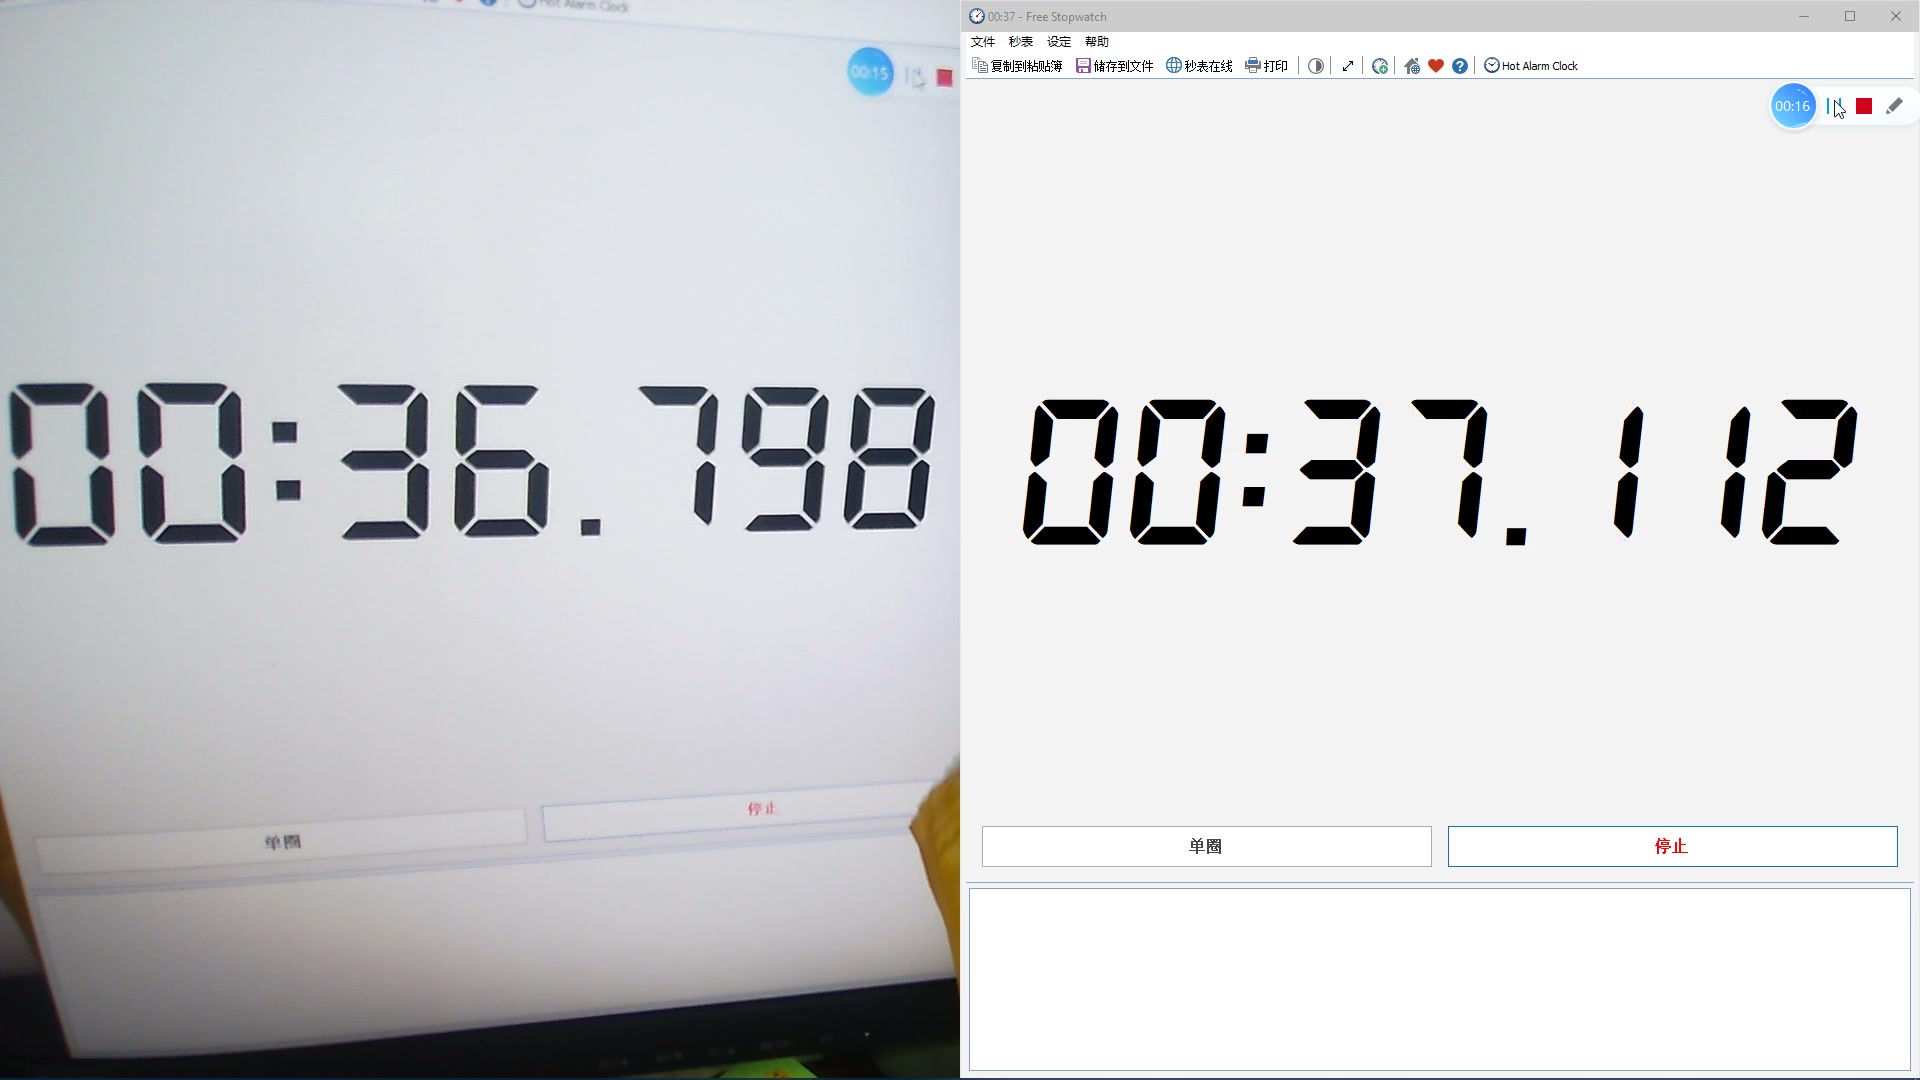 Hot Alarm Clock
00:15
00:36.798
单圈
停止
00:37 - Free Stopwatch
文件 秒表 设定 帮助
复制到粘贴簿 储存到文件 秒表在线 打印 Hot Alarm Clock
00:16
00:37.112
单圈 停止